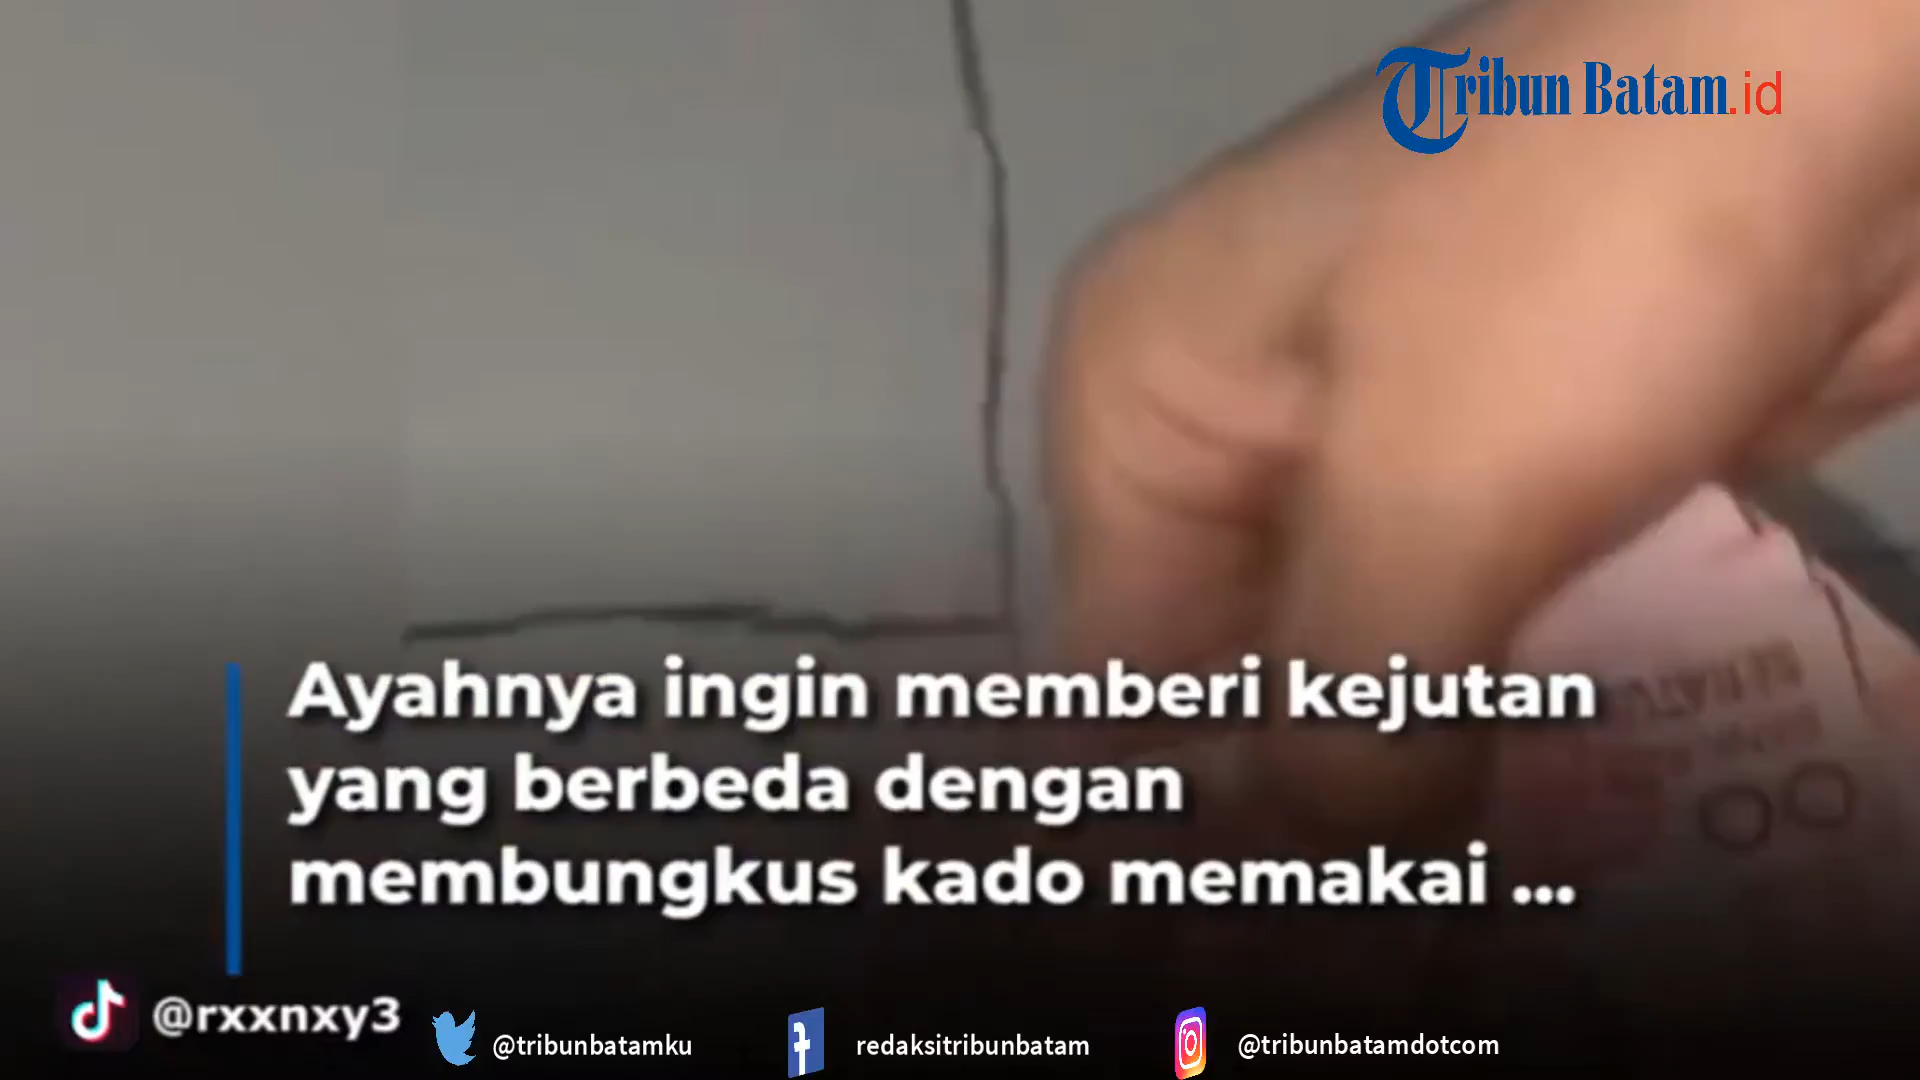 Tribun Batam.id
Ayahnya ingin memberi kejutan
yang berbeda dengan
membungkus kado memakai ...
@rxxnxy3
@tribunbatamku
redaksitribunbatam
@tribunbatamdotcom